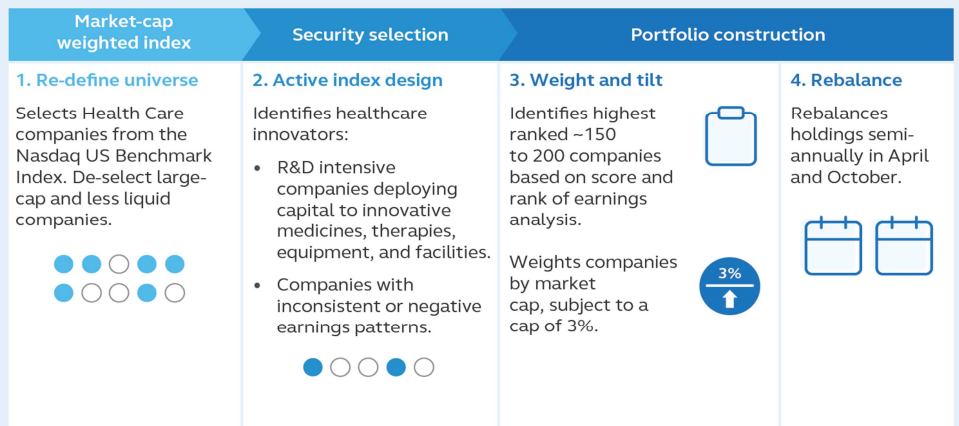 Market-cap
weighted index
Security selection
Portfolio construction
1. Re-define universe
Selects Health Care
companies from the
Nasdaq US Benchmark
Index. De-select large-
cap and less liquid
companies.
2. Active index design
Identifies healthcare
innovators:
• R&D intensive
companies deploying
capital to innovative
medicines, therapies,
equipment, and facilities.
• Companies with
inconsistent or negative
earnings patterns.
3. Weight and tilt
Identifies highest
ranked ~150
to 200 companies
based on score and
rank of earnings
analysis.
Weights companies
by market
cap, subject to a
cap of 3%.
3%
4. Rebalance
Rebalances
holdings semi-
annually in April
and October.